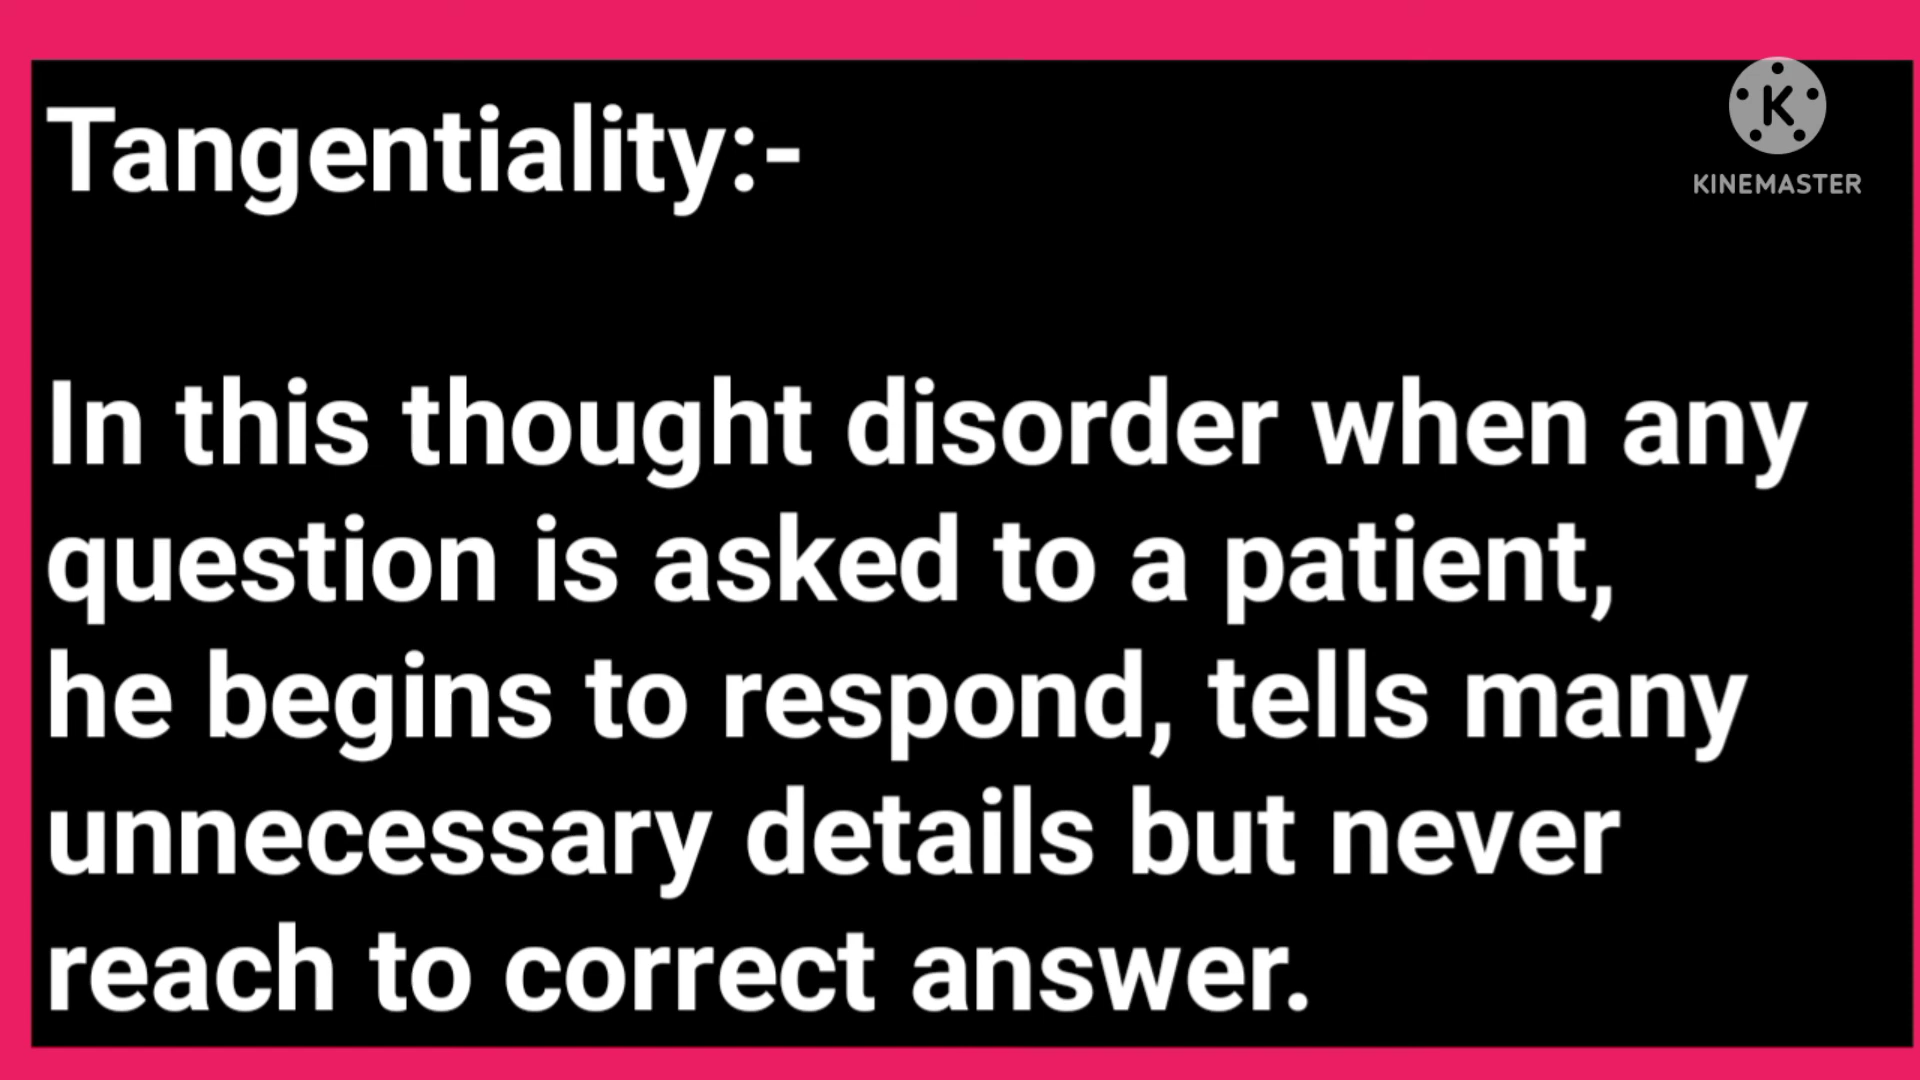 Tangentiality:-
K
KINEMASTER
In this thought disorder when any
question is asked to a patient,
he begins to respond, tells many
unnecessary details but never
reach to correct answer.